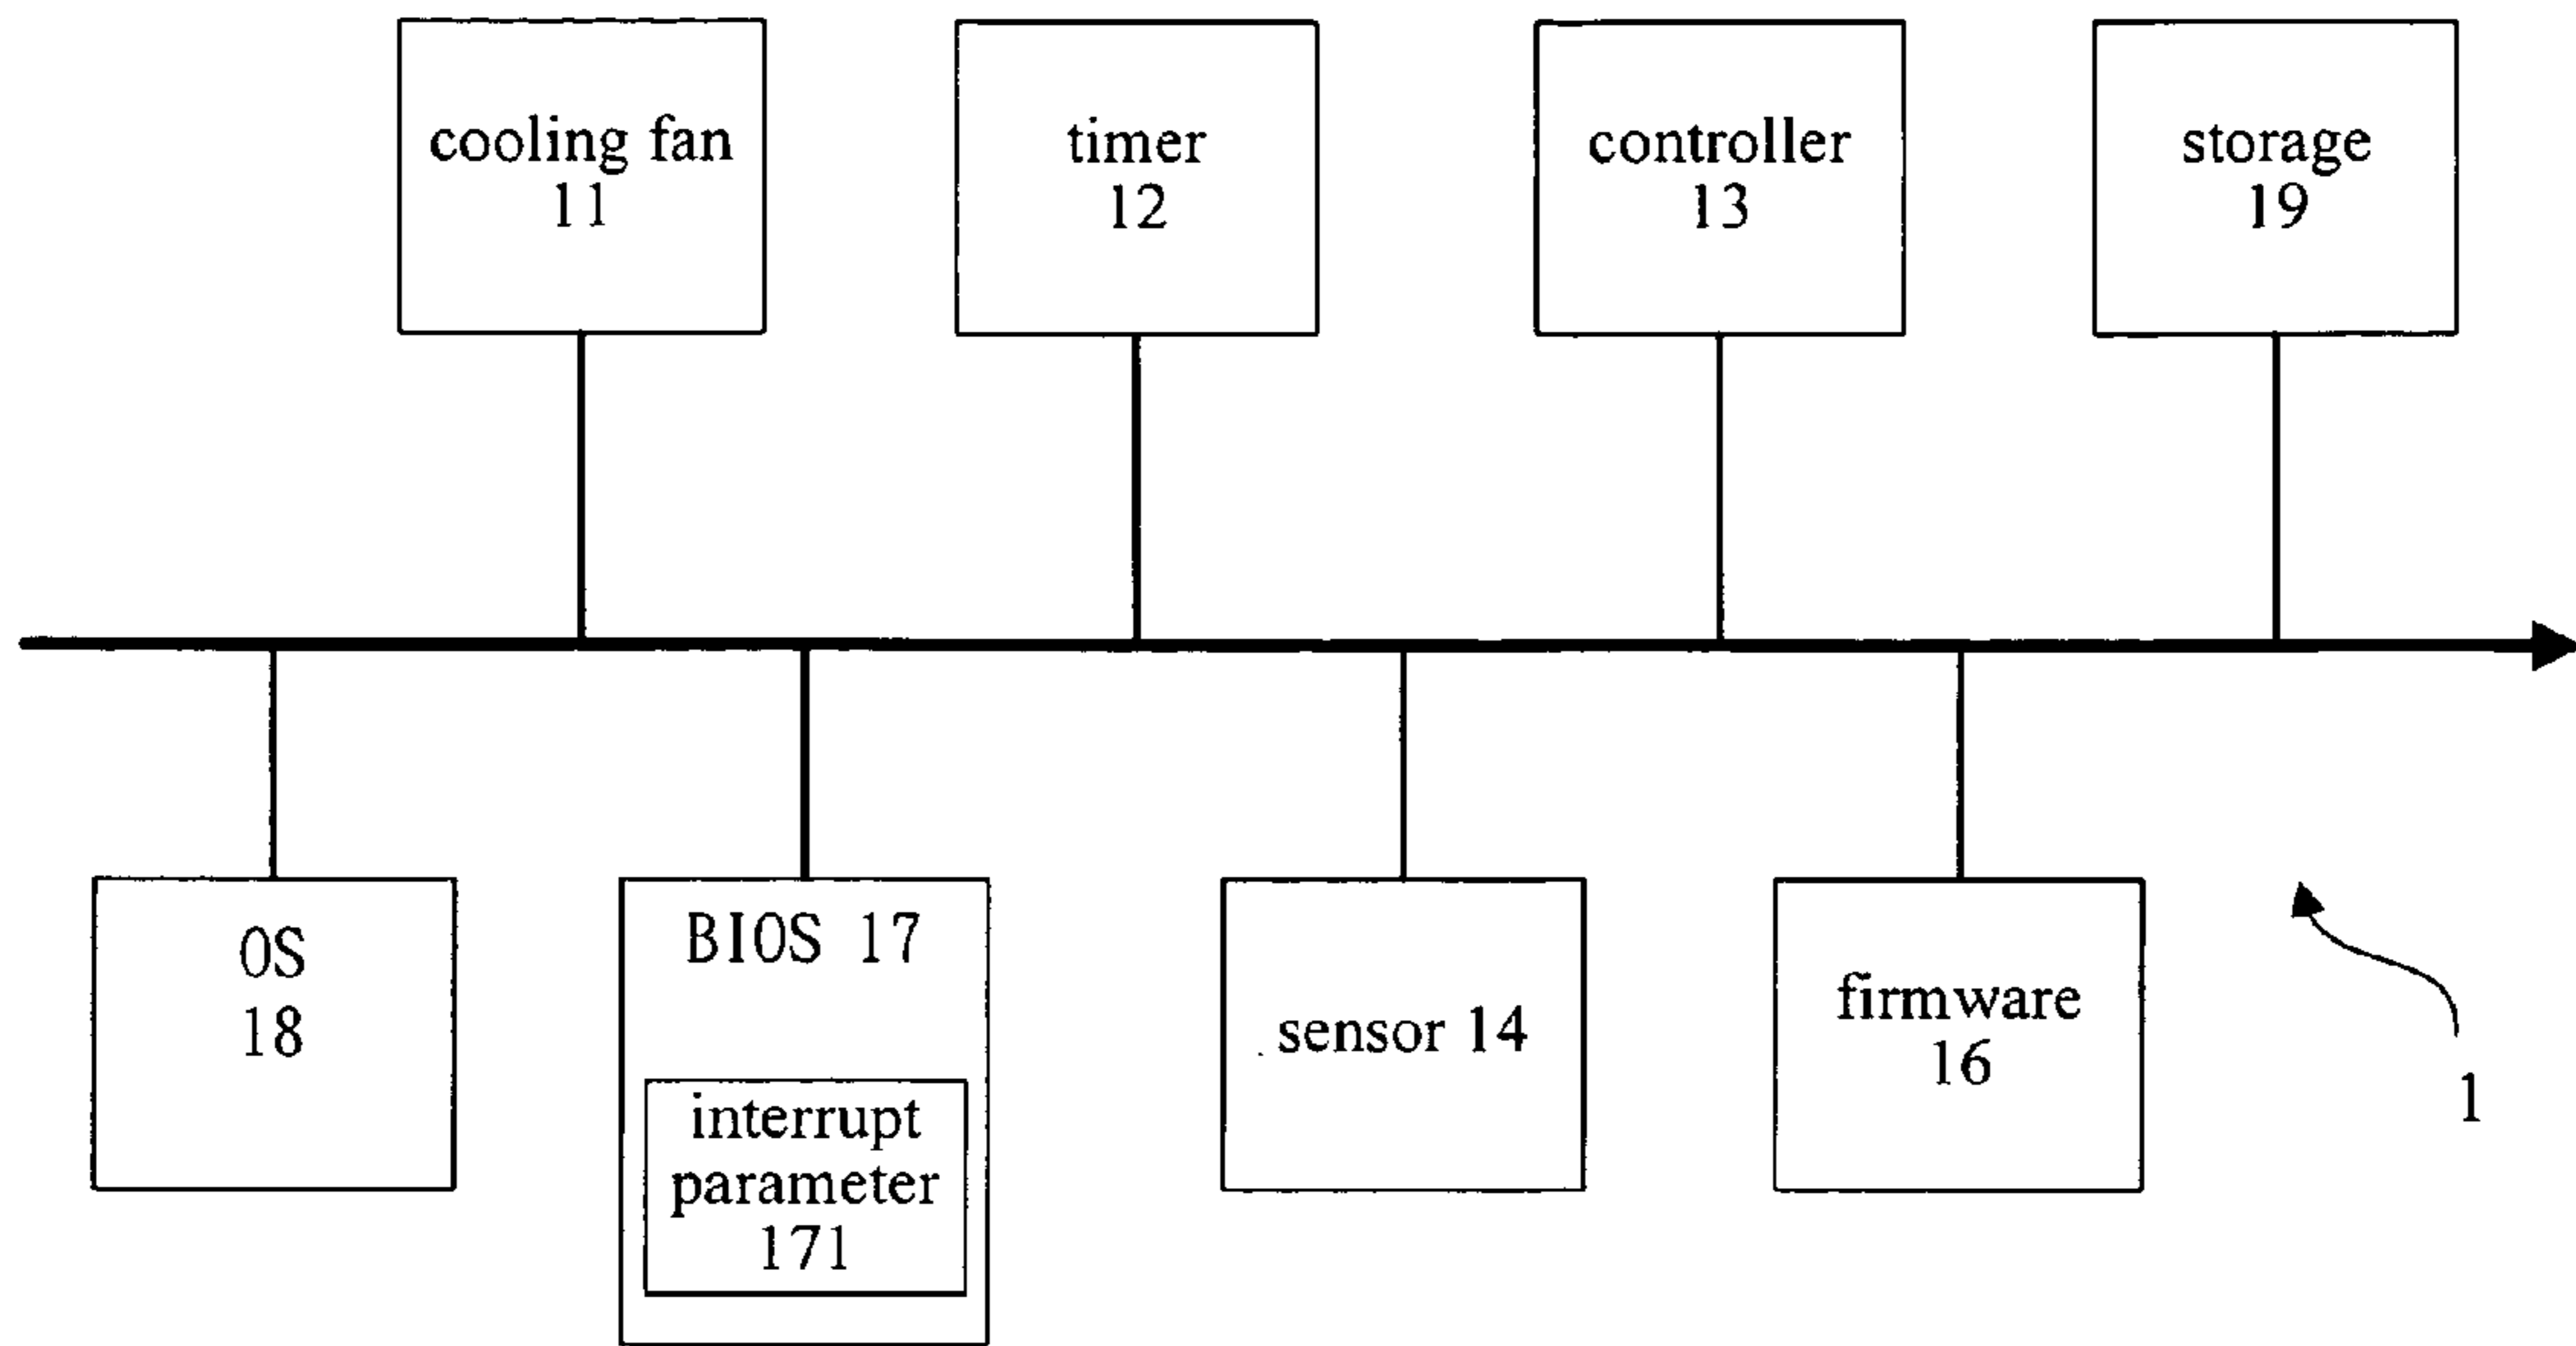 cooling fan
11
timer
12
controller
13
storage
19
OS
18
BIOS 17
interrupt
parameter
171
sensor 14
firmware
16
1